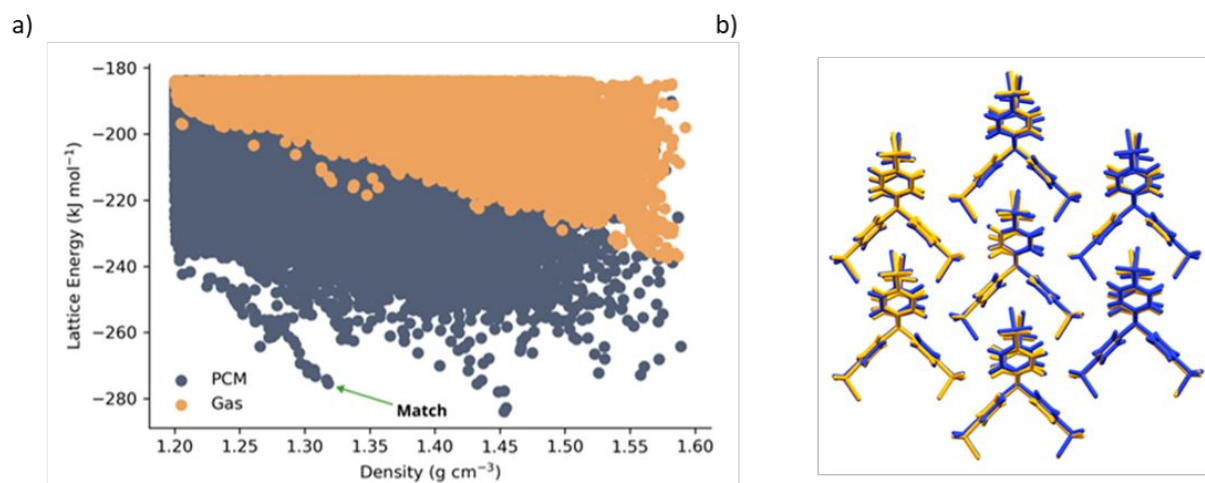 a)
b)
−180
−200
−220
−240
−260
−280
Lattice Energy (kJ mol⁻¹)
PCM
Gas
Match
1.20 1.25 1.30 1.35 1.40 1.45 1.50 1.55 1.60
Density (g cm⁻³)